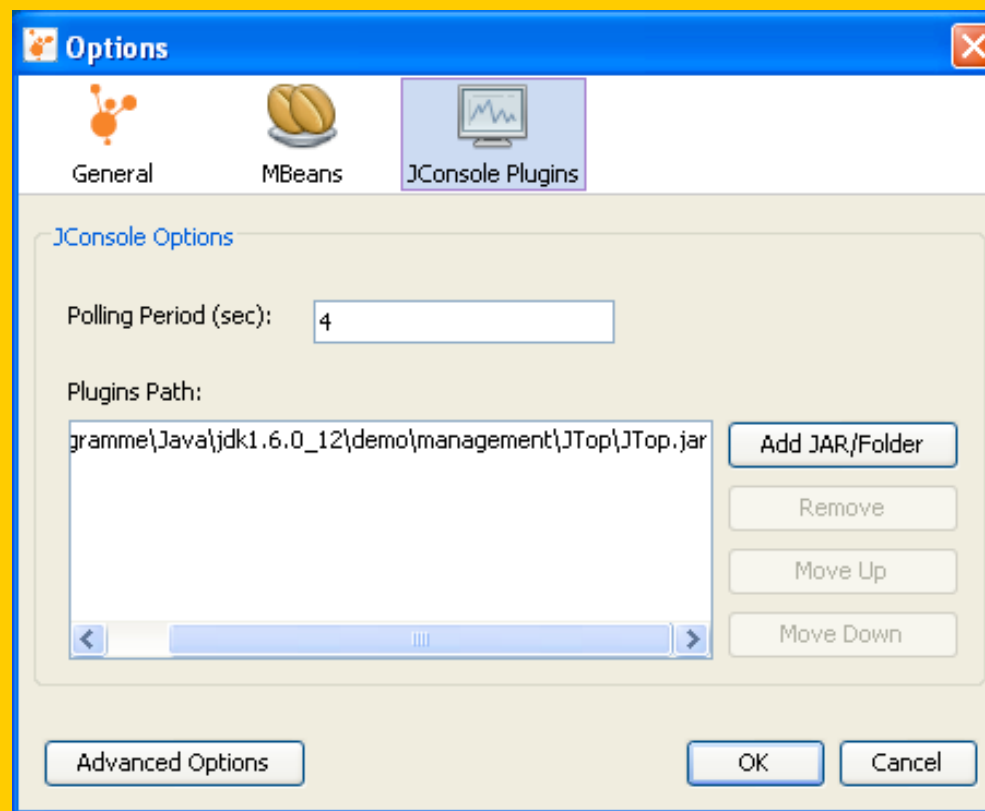 Options
General MBeans JConsole Plugins
JConsole Options
Polling Period (sec): 4
Plugins Path:
gramme\Java\jdk1.6.0_12\demo\management\JTop\JTop.jar
Add JAR/Folder
Remove
Move Up
Move Down
Advanced Options OK Cancel